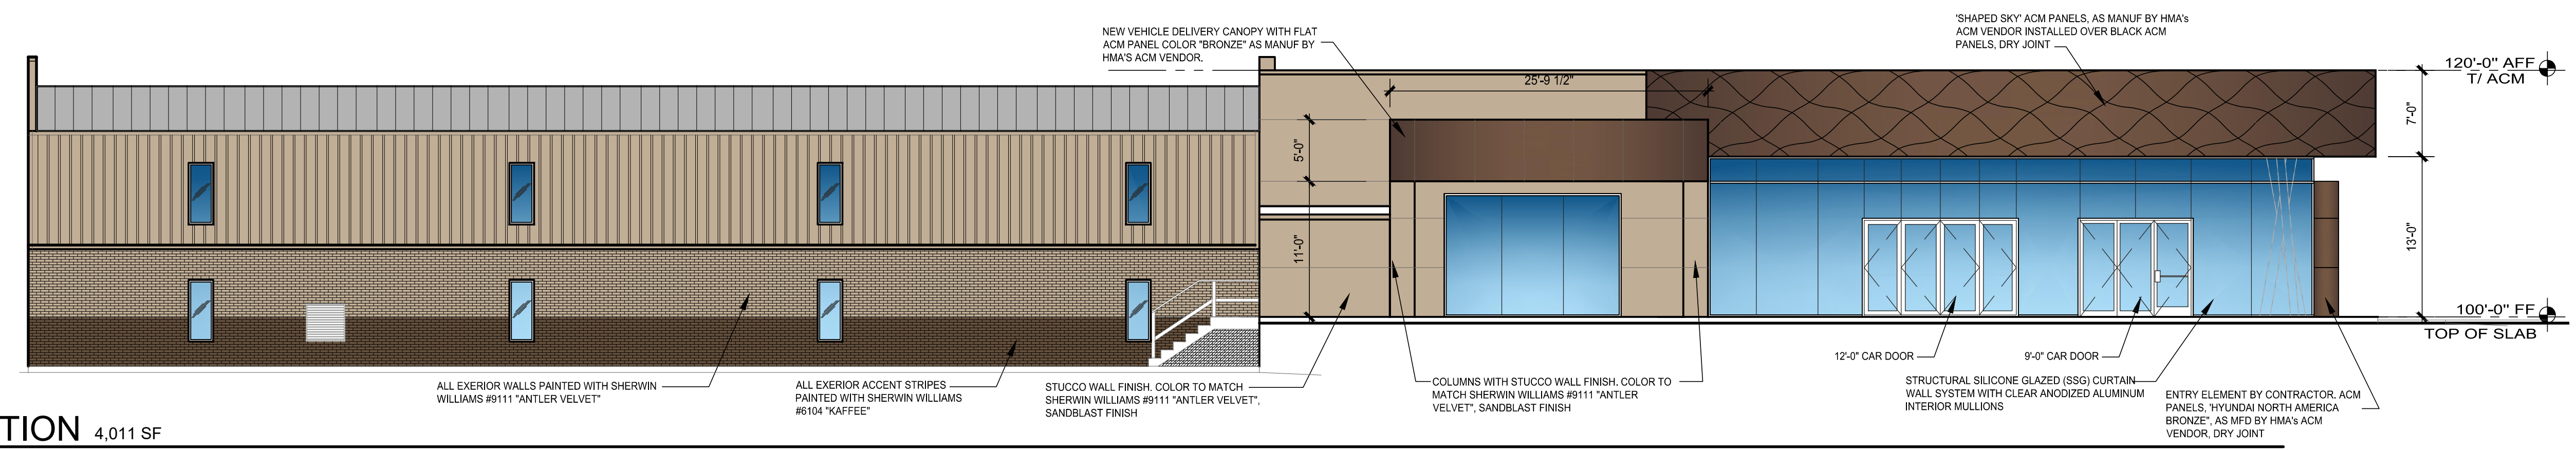 NEW VEHICLE DELIVERY CANOPY WITH FLAT
ACM PANEL COLOR "BRONZE" AS MANUF BY
HMA'S ACM VENDOR.
'SHAPED SKY' ACM PANELS, AS MANUF BY HMA's
ACM VENDOR INSTALLED OVER BLACK ACM
PANELS, DRY JOINT
120'-0" AFF
T/ ACM
25'-9 1/2"
7'-0"
5'-0"
11'-0"
13'-0"
100'-0" FF
TOP OF SLAB
ALL EXERIOR WALLS PAINTED WITH SHERWIN
WILLIAMS #9111 "ANTLER VELVET"
ALL EXERIOR ACCENT STRIPES
PAINTED WITH SHERWIN WILLIAMS
#6104 "KAFFEE"
STUCCO WALL FINISH. COLOR TO MATCH
SHERWIN WILLIAMS #9111 "ANTLER VELVET",
SANDBLAST FINISH
COLUMNS WITH STUCCO WALL FINISH. COLOR TO
MATCH SHERWIN WILLIAMS #9111 "ANTLER
VELVET", SANDBLAST FINISH
12'-0" CAR DOOR
9'-0" CAR DOOR
STRUCTURAL SILICONE GLAZED (SSG) CURTAIN
WALL SYSTEM WITH CLEAR ANODIZED ALUMINUM
INTERIOR MULLIONS
ENTRY ELEMENT BY CONTRACTOR. ACM
PANELS, 'HYUNDAI NORTH AMERICA
BRONZE", AS MFD BY HMA's ACM
VENDOR, DRY JOINT
TION 4,011 SF